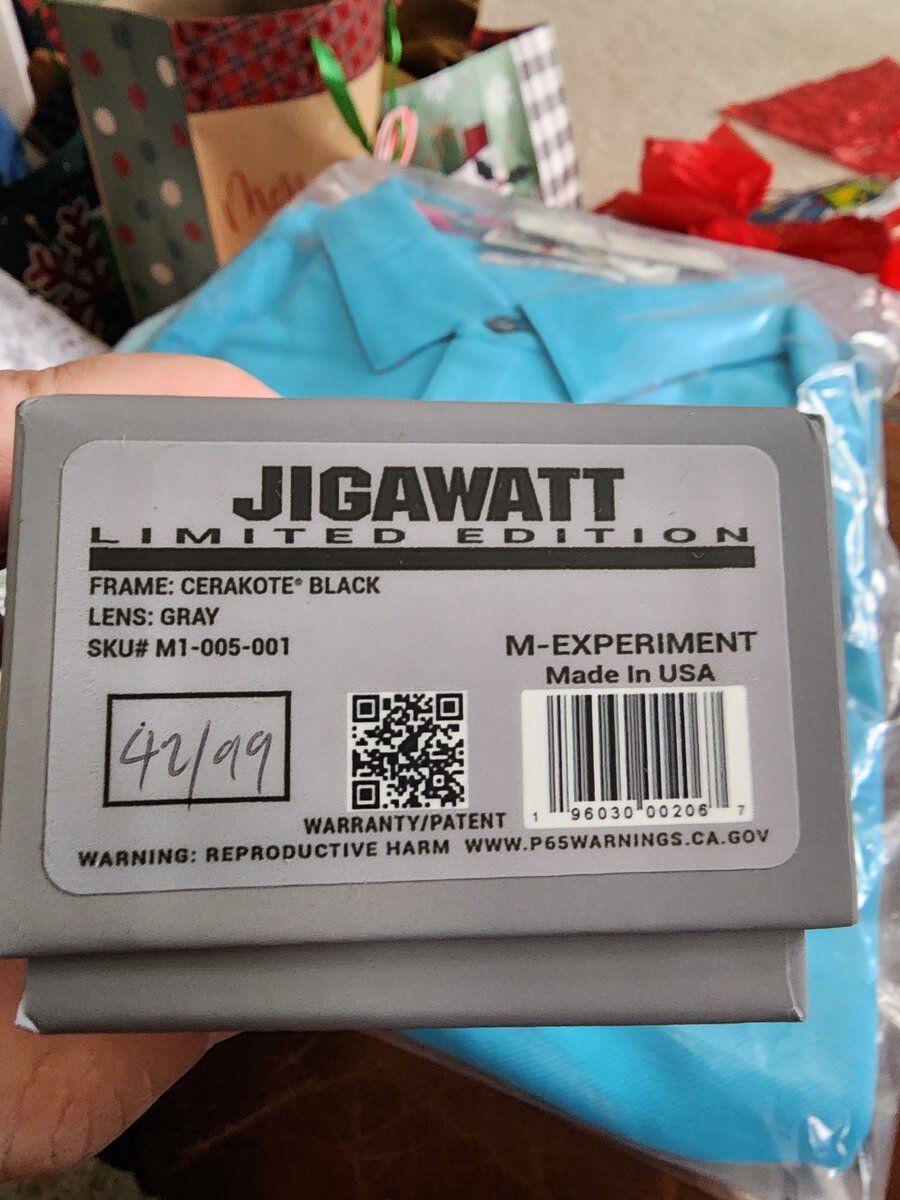 JIGAWATT
LIMITED EDITION
FRAME: CERAKOTE® BLACK
LENS: GRAY
SKU# M1-005-001
M-EXPERIMENT
Made In USA
42/99
1 96030 00206 7
WARRANTY/PATENT
WARNING: REPRODUCTIVE HARM WWW.P65WARNINGS.CA.GOV